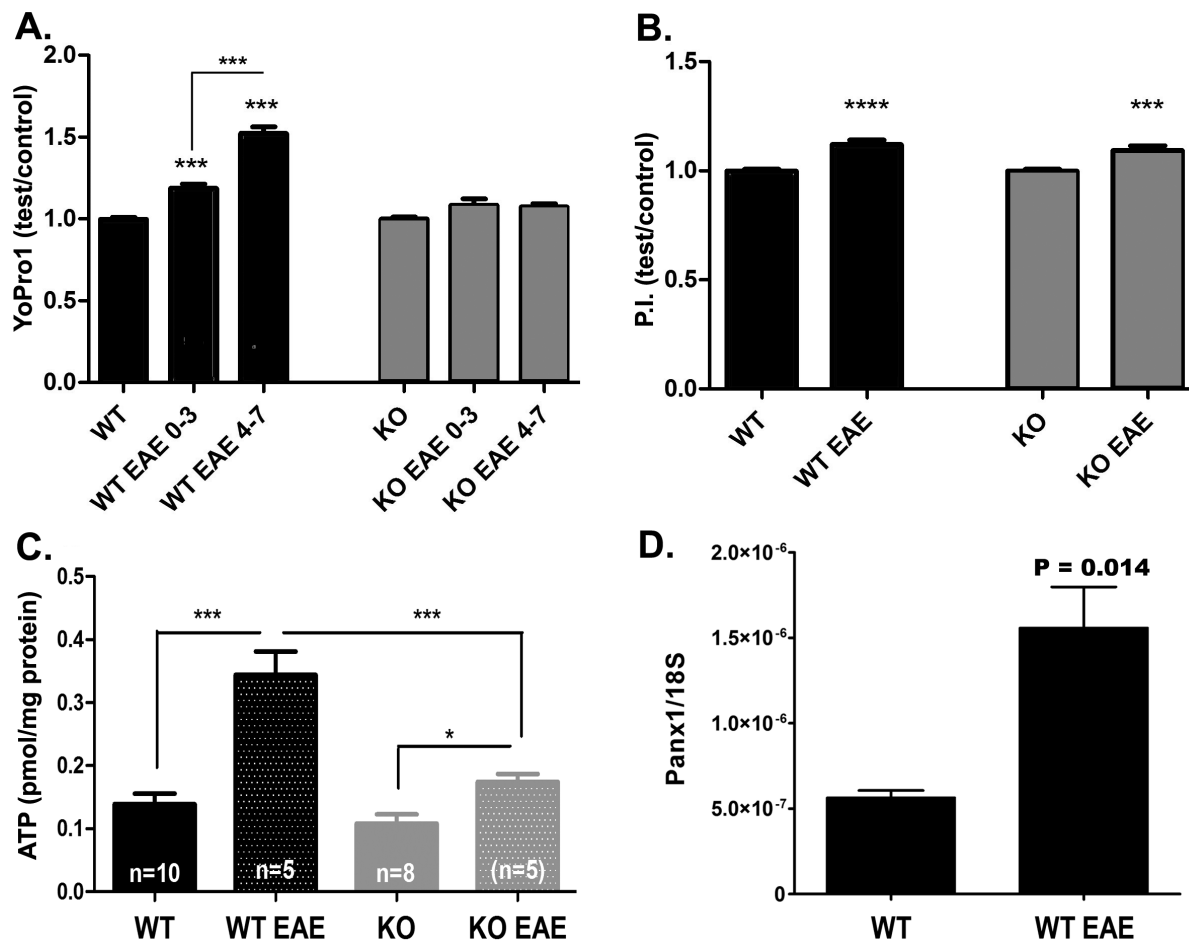 A.
YoPro1 (test/control)
2.0
1.5
1.0
0.5
0.0
***
***
***
WT
WT EAE 0-3
WT EAE 4-7
KO
KO EAE 0-3
KO EAE 4-7
B.
P.I. (test/control)
1.5
1.0
0.5
0.0
****
***
WT
WT EAE
KO
KO EAE
C.
ATP (pmol/mg protein)
0.5
0.4
0.3
0.2
0.1
0.0
***
***
*
n=10
n=5
n=8
(n=5)
WT
WT EAE
KO
KO EAE
D.
Panx1/18S
2.0×10-6
1.5×10-6
1.0×10-6
5.0×10-7
0
P = 0.014
WT
WT EAE